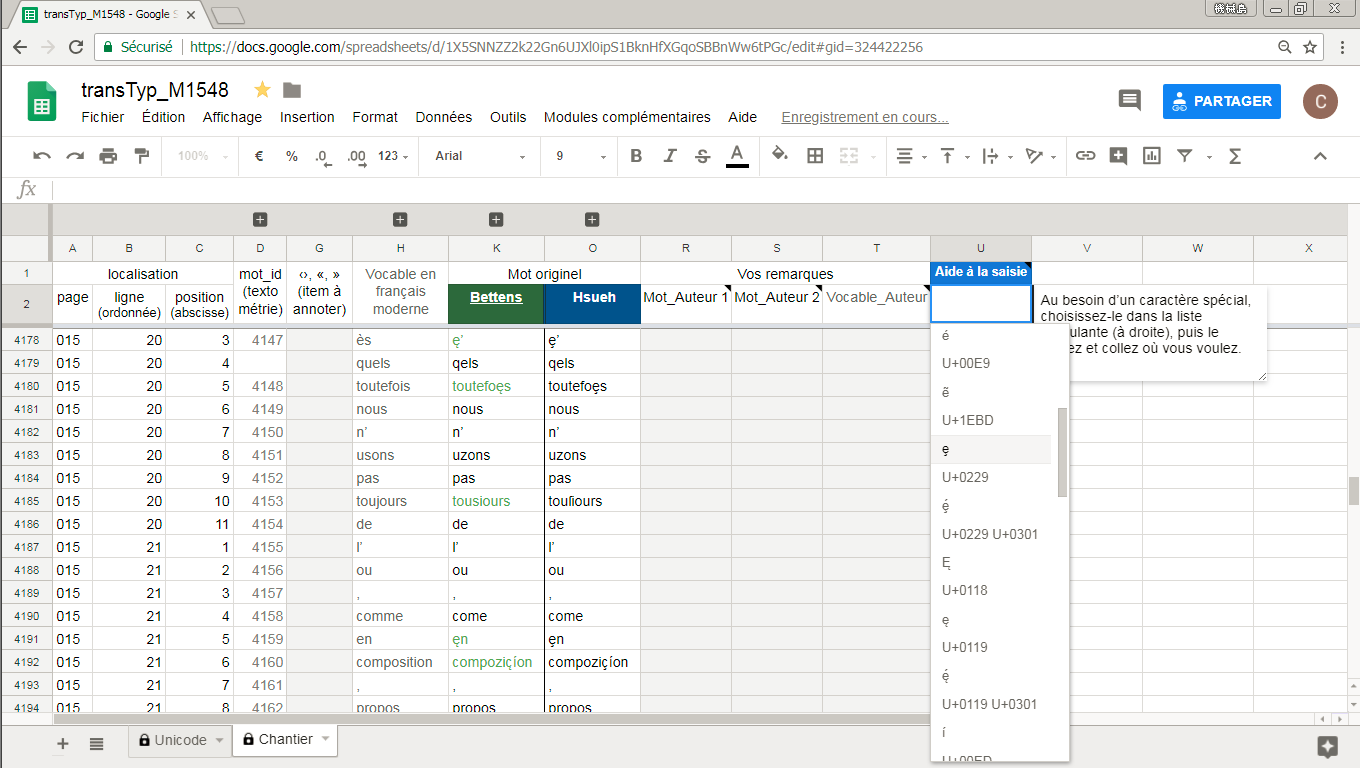 transTyp_M1548 - Google S
機械鳥
Sécurisé https://docs.google.com/spreadsheets/d/1X5SNNZZ2k22Gn6UJXl0ipS1BknHfXGqoSBBnWw6tPGc/edit#gid=324422256
transTyp_M1548
Fichier Édition Affichage Insertion Format Données Outils Modules complémentaires Aide Enregistrement en cours...
PARTAGER
C
100% € % .0 .00 123 Arial 9 B I S A Σ
fx
A B C D G H K O R S T U V W X
1 localisation mot_id (texto métrie) ‹›, «, » (item à annoter) Vocable en français moderne Mot originel Vos remarques Aide à la saisie
2 page ligne (ordonnée) position (abscisse) Bettens Hsueh Mot_Auteur 1 Mot_Auteur 2 Vocable_Auteur
Au besoin d’un caractère spécial,
choisissez-le dans la liste
ulante (à droite), puis le
ez et collez où vous voulez.
4178 015 20 3 4147 ès ę’ ȩ’
4179 015 20 4 quels qels qels
4180 015 20 5 4148 toutefois toutefoęs toutefoȩs
4181 015 20 6 4149 nous nous nous
4182 015 20 7 4150 n’ n’ n’
4183 015 20 8 4151 usons uzons uzons
4184 015 20 9 4152 pas pas pas
4185 015 20 10 4153 toujours tousiours touſiours
4186 015 20 11 4154 de de de
4187 015 21 1 4155 l’ l’ l’
4188 015 21 2 4156 ou ou ou
4189 015 21 3 4157 , , ,
4190 015 21 4 4158 comme come come
4191 015 21 5 4159 en ęn ȩn
4192 015 21 6 4160 composition compoziçíon compoziçíon
4193 015 21 7 4161 , , ,
4194 015 21 8 4162 propos propos propos
é
U+00E9
ẽ
U+1EBD
ȩ
U+0229
ȩ́
U+0229 U+0301
Ę
U+0118
ę
U+0119
ę́
U+0119 U+0301
í
U+00ED
Unicode Chantier